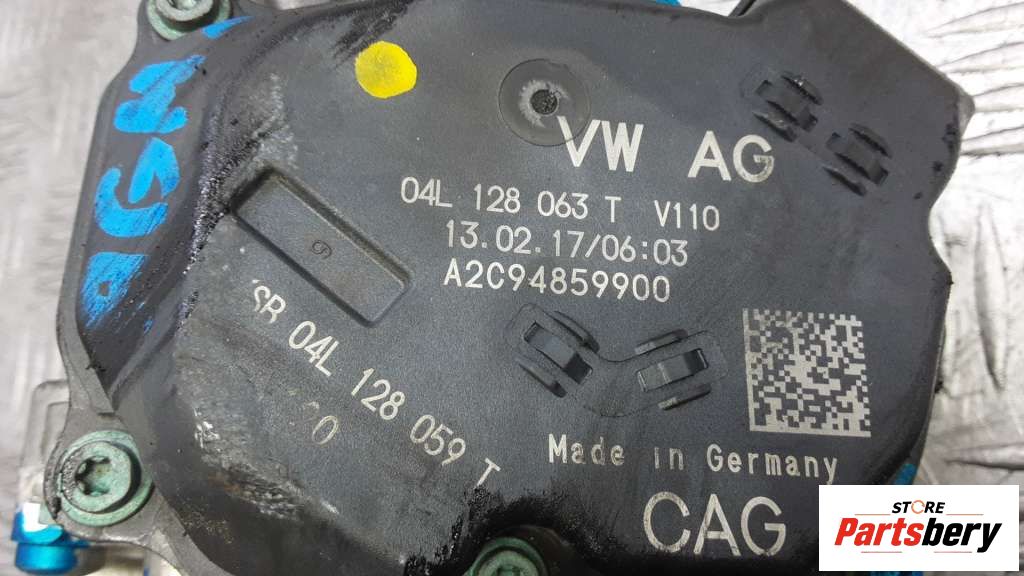 VW AG
04L 128 063 T V110
13.02.17/06:03
A2C94859900
04L 128 059 T
Made in Germany
CAG
STORE
Partsbery